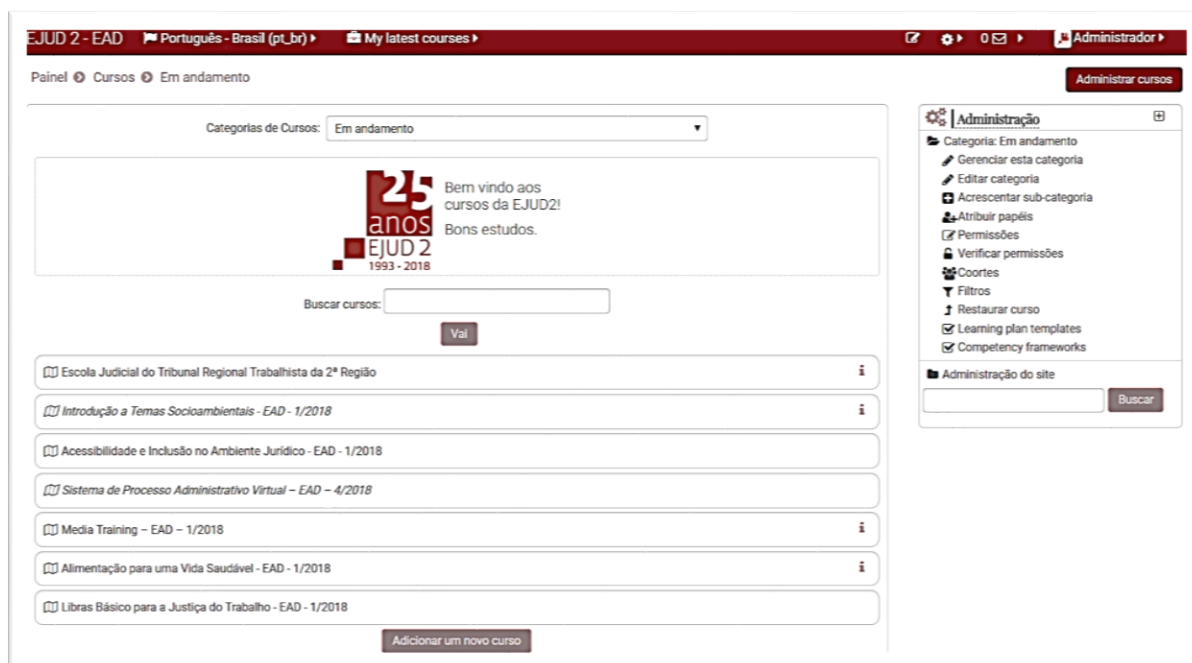 EJUD 2 - EAD Português - Brasil (pt_br) My latest courses 0 Administrador
Painel Cursos Em andamento
Administrar cursos
Categorias de Cursos: Em andamento
25
anos
EJUD 2
1993 - 2018
Bem vindo aos
cursos da EJUD2!
Bons estudos.
Buscar cursos:
Vai
Escola Judicial do Tribunal Regional Trabalhista da 2ª Região
Introdução a Temas Socioambientais - EAD - 1/2018
Acessibilidade e Inclusão no Ambiente Jurídico - EAD - 1/2018
Sistema de Processo Administrativo Virtual – EAD – 4/2018
Media Training – EAD – 1/2018
Alimentação para uma Vida Saudável - EAD - 1/2018
Libras Básico para a Justiça do Trabalho - EAD - 1/2018
Adicionar um novo curso
Administração
Categoria: Em andamento
Gerenciar esta categoria
Editar categoria
Acrescentar sub-categoria
Atribuir papéis
Permissões
Verificar permissões
Coortes
Filtros
Restaurar curso
Learning plan templates
Competency frameworks
Administração do site
Buscar